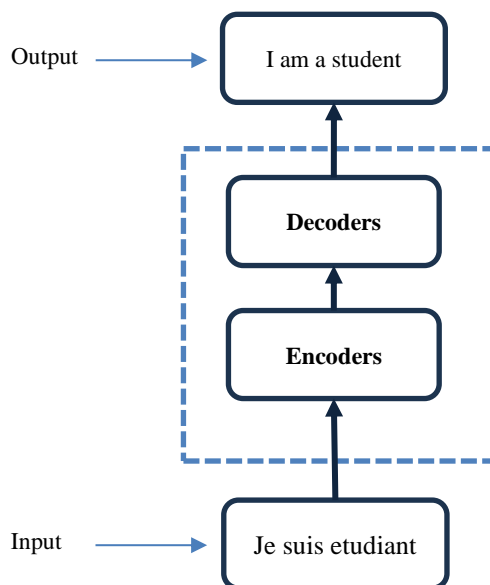 Output
I am a student
Decoders
Encoders
Input
Je suis etudiant